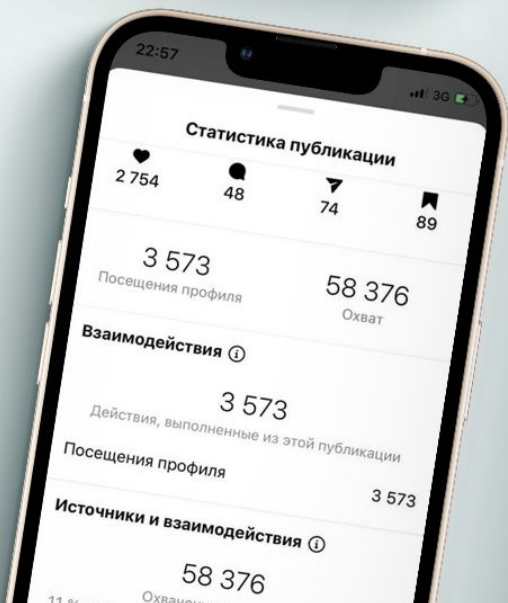 22:57
3G
Статистика публикации
2 754 48 74 89
3 573 58 376
Посещения профиля Охват
Взаимодействия
3 573
Действия, выполненные из этой публикации
Посещения профиля 3 573
Источники и взаимодействия
58 376
11 %